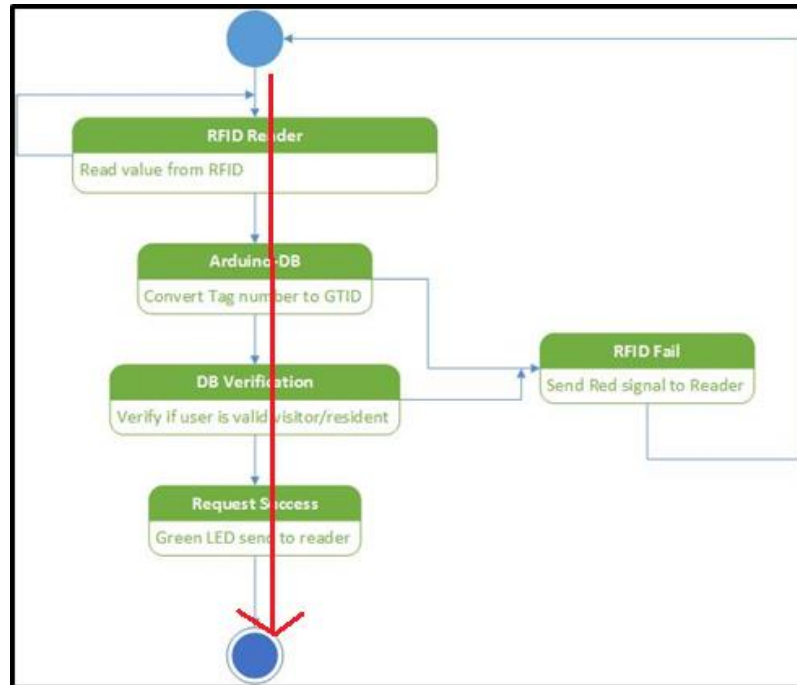 RFID Reader
Read value from RFID
Arduino-DB
Convert Tag number to GTID
RFID Fail
Send Red signal to Reader
DB Verification
Verify if user is valid visitor/resident
Request Success
Green LED send to reader